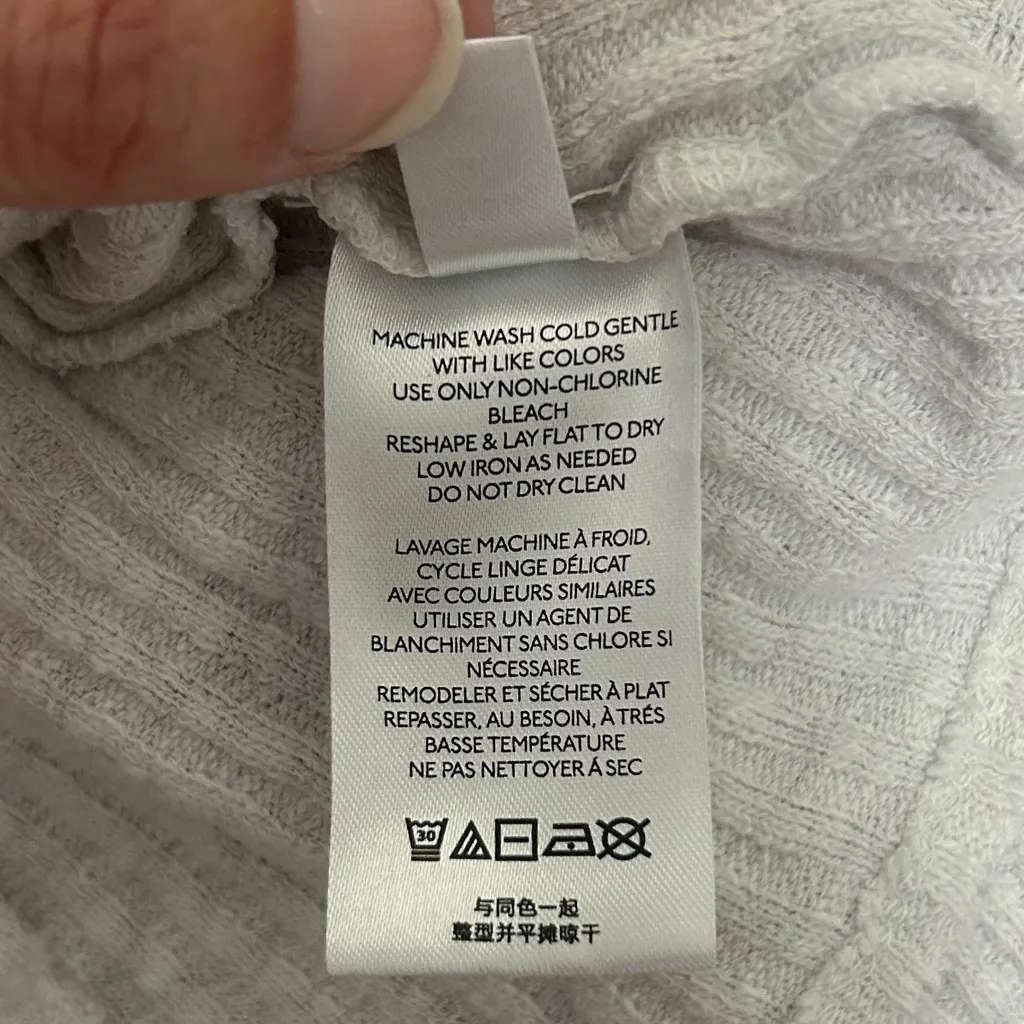 MACHINE WASH COLD GENTLE
WITH LIKE COLORS
USE ONLY NON-CHLORINE
BLEACH
RESHAPE & LAY FLAT TO DRY
LOW IRON AS NEEDED
DO NOT DRY CLEAN
LAVAGE MACHINE À FROID,
CYCLE LINGE DÉLICAT
AVEC COULEURS SIMILAIRES
UTILISER UN AGENT DE
BLANCHIMENT SANS CHLORE SI
NÉCESSAIRE
REMODELER ET SÉCHER À PLAT
REPASSER, AU BESOIN, À TRÉS
BASSE TEMPÉRATURE
NE PAS NETTOYER Á SEC
30
与同色一起
整型并平摊晾干